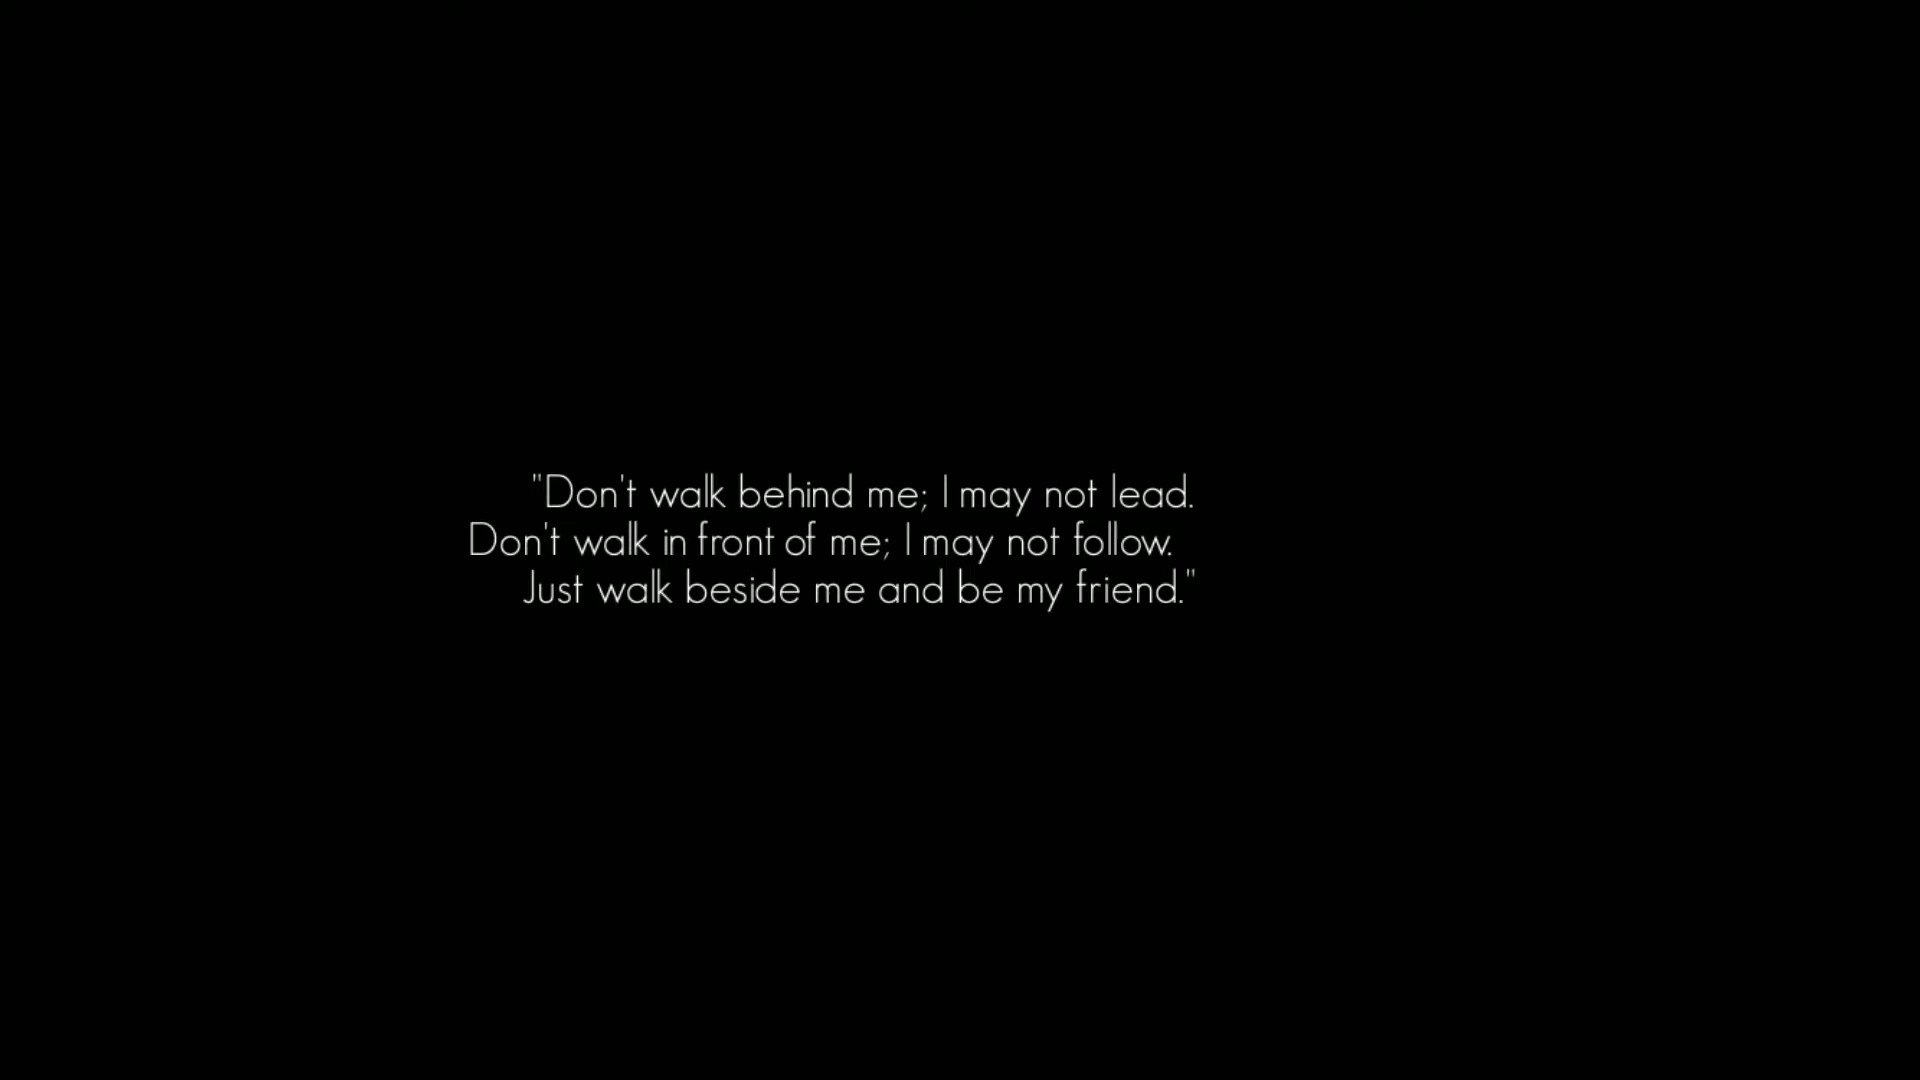 "Don't walk behind me; I may not lead.
Don't walk in front of me; I may not follow.
Just walk beside me and be my friend."